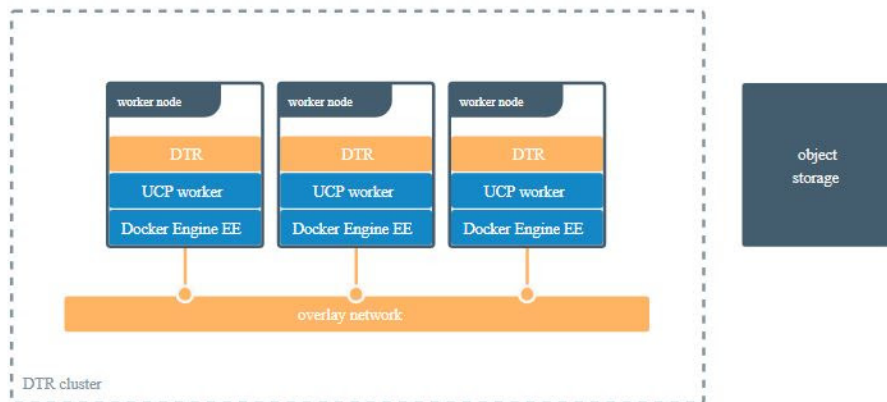 worker node
DTR
UCP worker
Docker Engine EE
worker node
DTR
UCP worker
Docker Engine EE
worker node
DTR
UCP worker
Docker Engine EE
overlay network
DTR cluster
object
storage